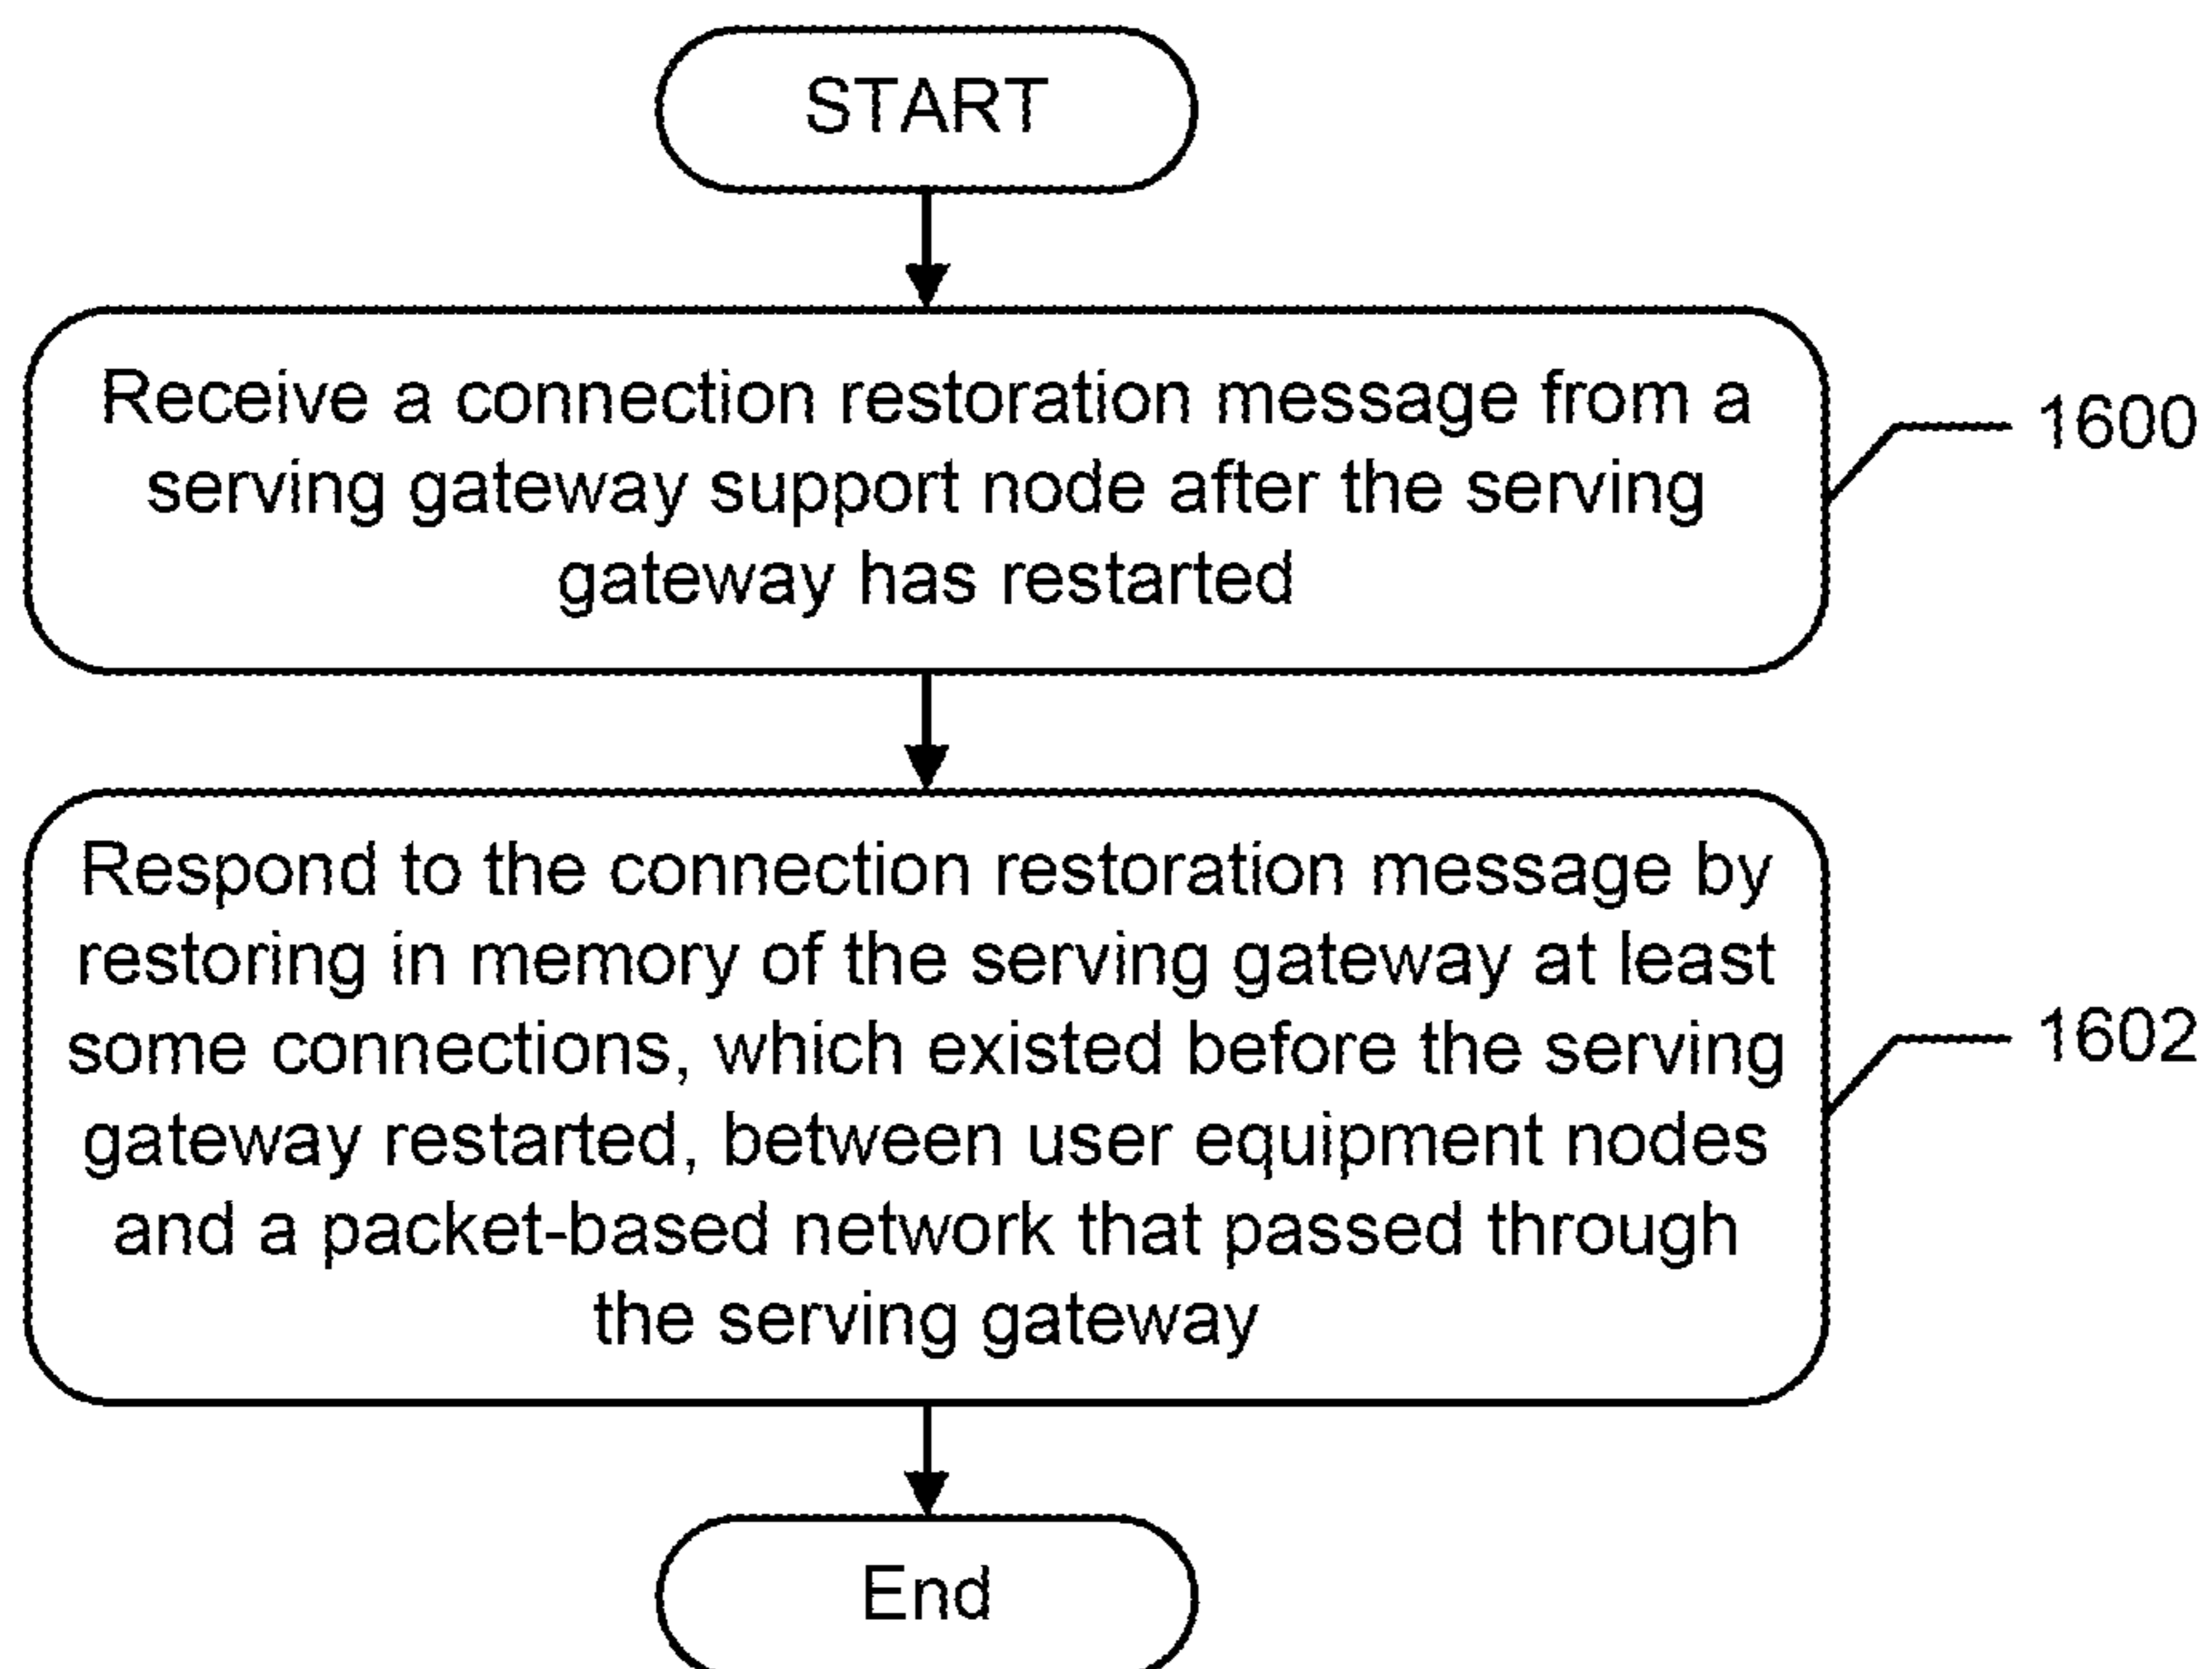 START
Receive a connection restoration message from a
serving gateway support node after the serving
gateway has restarted
1600
Respond to the connection restoration message by
restoring in memory of the serving gateway at least
some connections, which existed before the serving
gateway restarted, between user equipment nodes
and a packet-based network that passed through
the serving gateway
1602
End